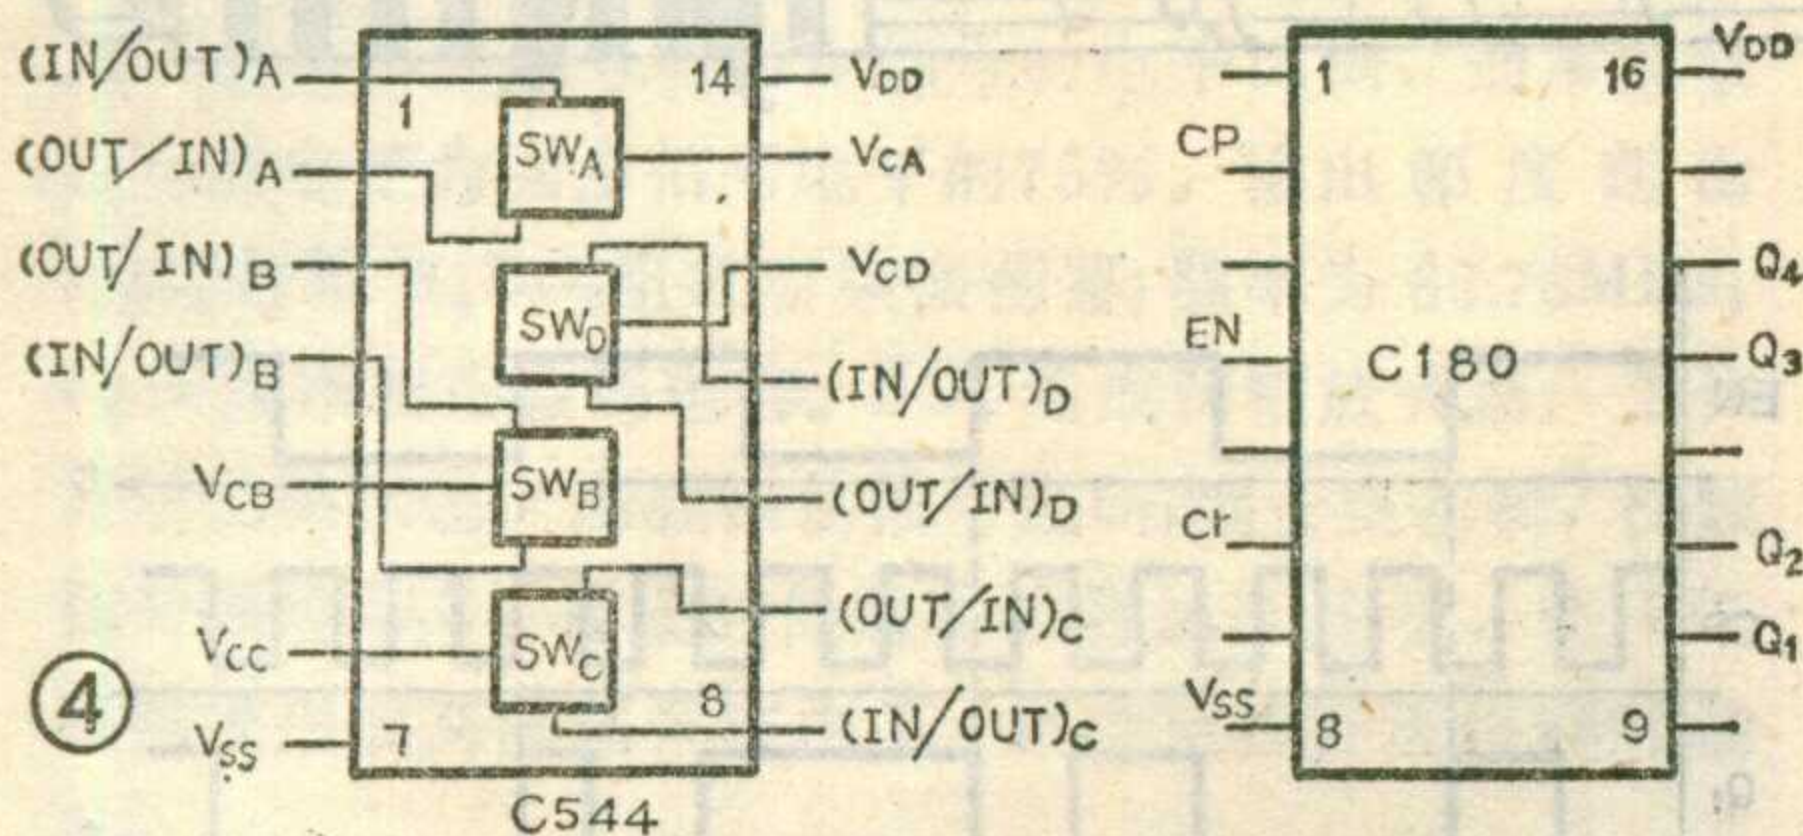 (IN/OUT)A
(OUT/IN)A
(OUT/IN)B
(IN/OUT)B
VCB
VCC
VSS
1
14
SWA
SWD
SWB
SWC
7
8
VDD
VCA
VCD
(IN/OUT)D
(OUT/IN)D
(OUT/IN)C
(IN/OUT)C
C544
④
CP
EN
Cr
VSS
1
16
C180
8
9
VDD
Q4
Q3
Q2
Q1